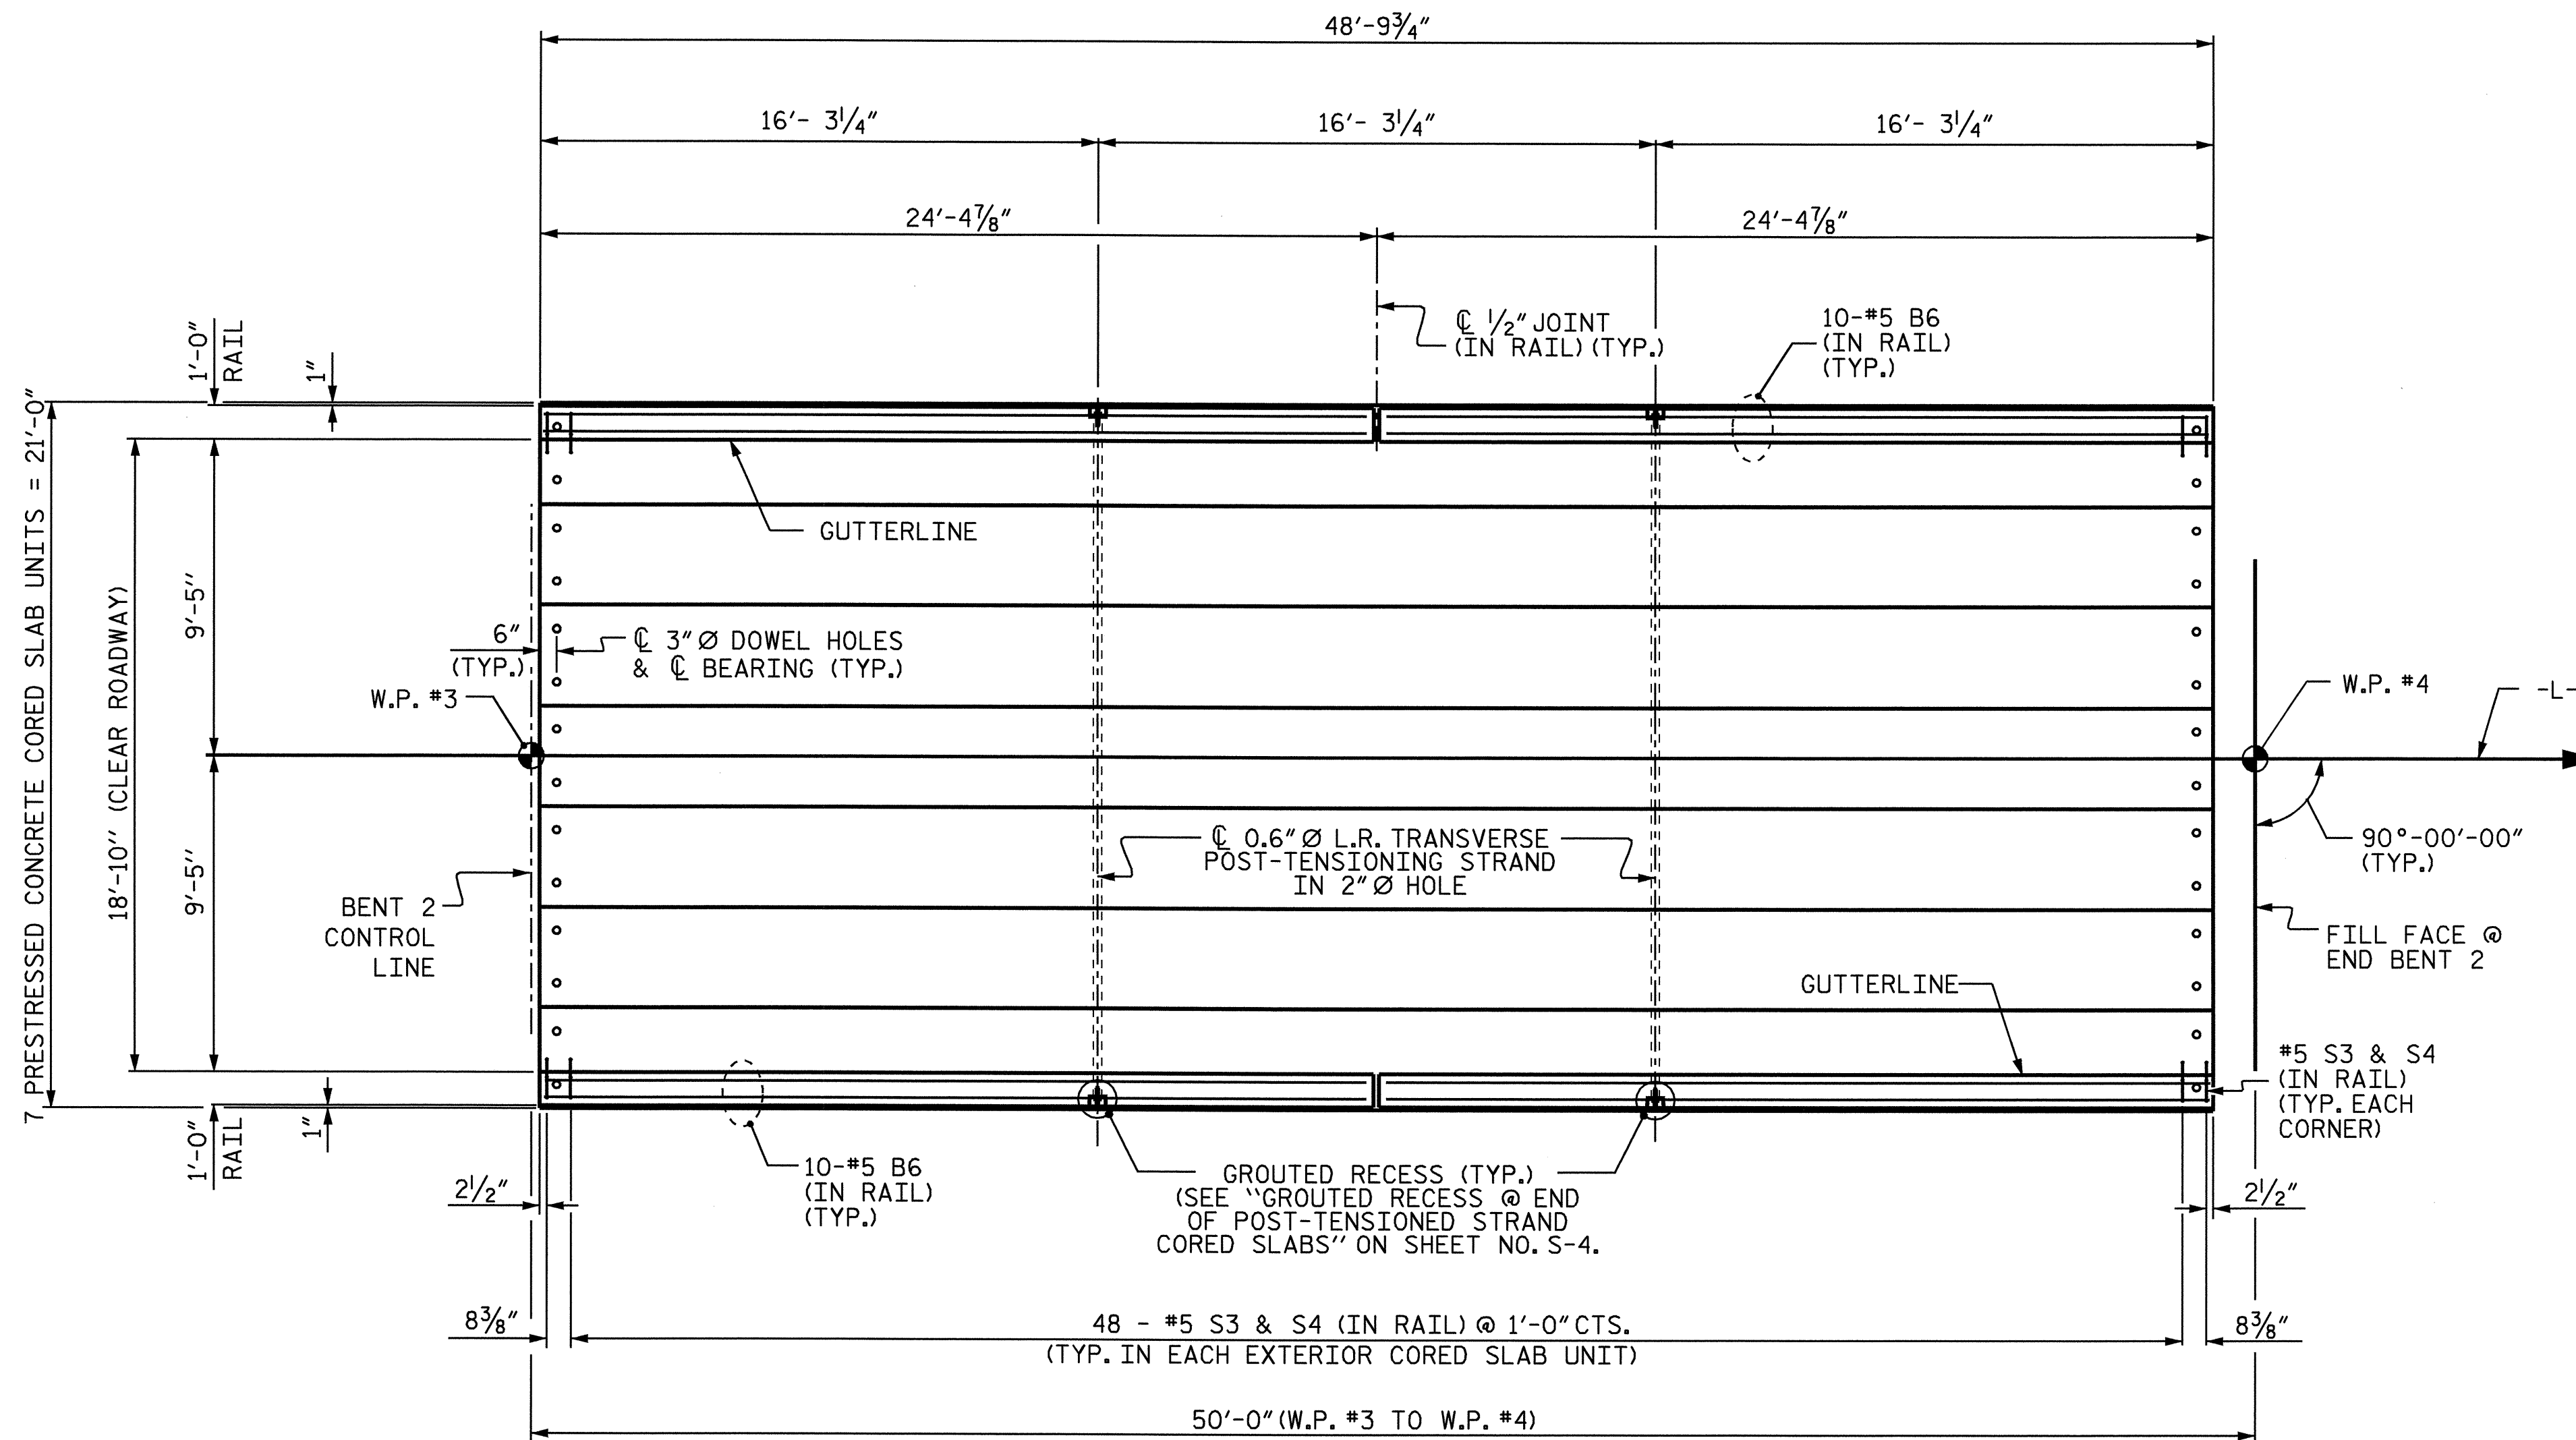 48'-9¾"
16'- 3¼"
16'- 3¼"
16'- 3¼"
24'-4⅞"
24'-4⅞"
1'-0"
RAIL
1"
℄ ½" JOINT
(IN RAIL) (TYP.)
10-#5 B6
(IN RAIL)
(TYP.)
7 PRESTRESSED CONCRETE CORED SLAB UNITS = 21'-0"
18'-10" (CLEAR ROADWAY)
9'-5"
9'-5"
GUTTERLINE
6"
(TYP.)
℄ 3" Ø DOWEL HOLES
& ℄ BEARING (TYP.)
W.P. #3
W.P. #4
-L-
℄ 0.6" Ø L.R. TRANSVERSE
POST-TENSIONING STRAND
IN 2" Ø HOLE
90°-00'-00"
(TYP.)
BENT 2
CONTROL
LINE
FILL FACE @
END BENT 2
GUTTERLINE
#5 S3 & S4
(IN RAIL)
(TYP. EACH
CORNER)
1'-0"
RAIL
1"
2½"
10-#5 B6
(IN RAIL)
(TYP.)
GROUTED RECESS (TYP.)
(SEE "GROUTED RECESS @ END
OF POST-TENSIONED STRAND
CORED SLABS" ON SHEET NO. S-4.
2½"
8⅜"
48 - #5 S3 & S4 (IN RAIL) @ 1'-0" CTS.
(TYP. IN EACH EXTERIOR CORED SLAB UNIT)
8⅜"
50'-0" (W.P. #3 TO W.P. #4)